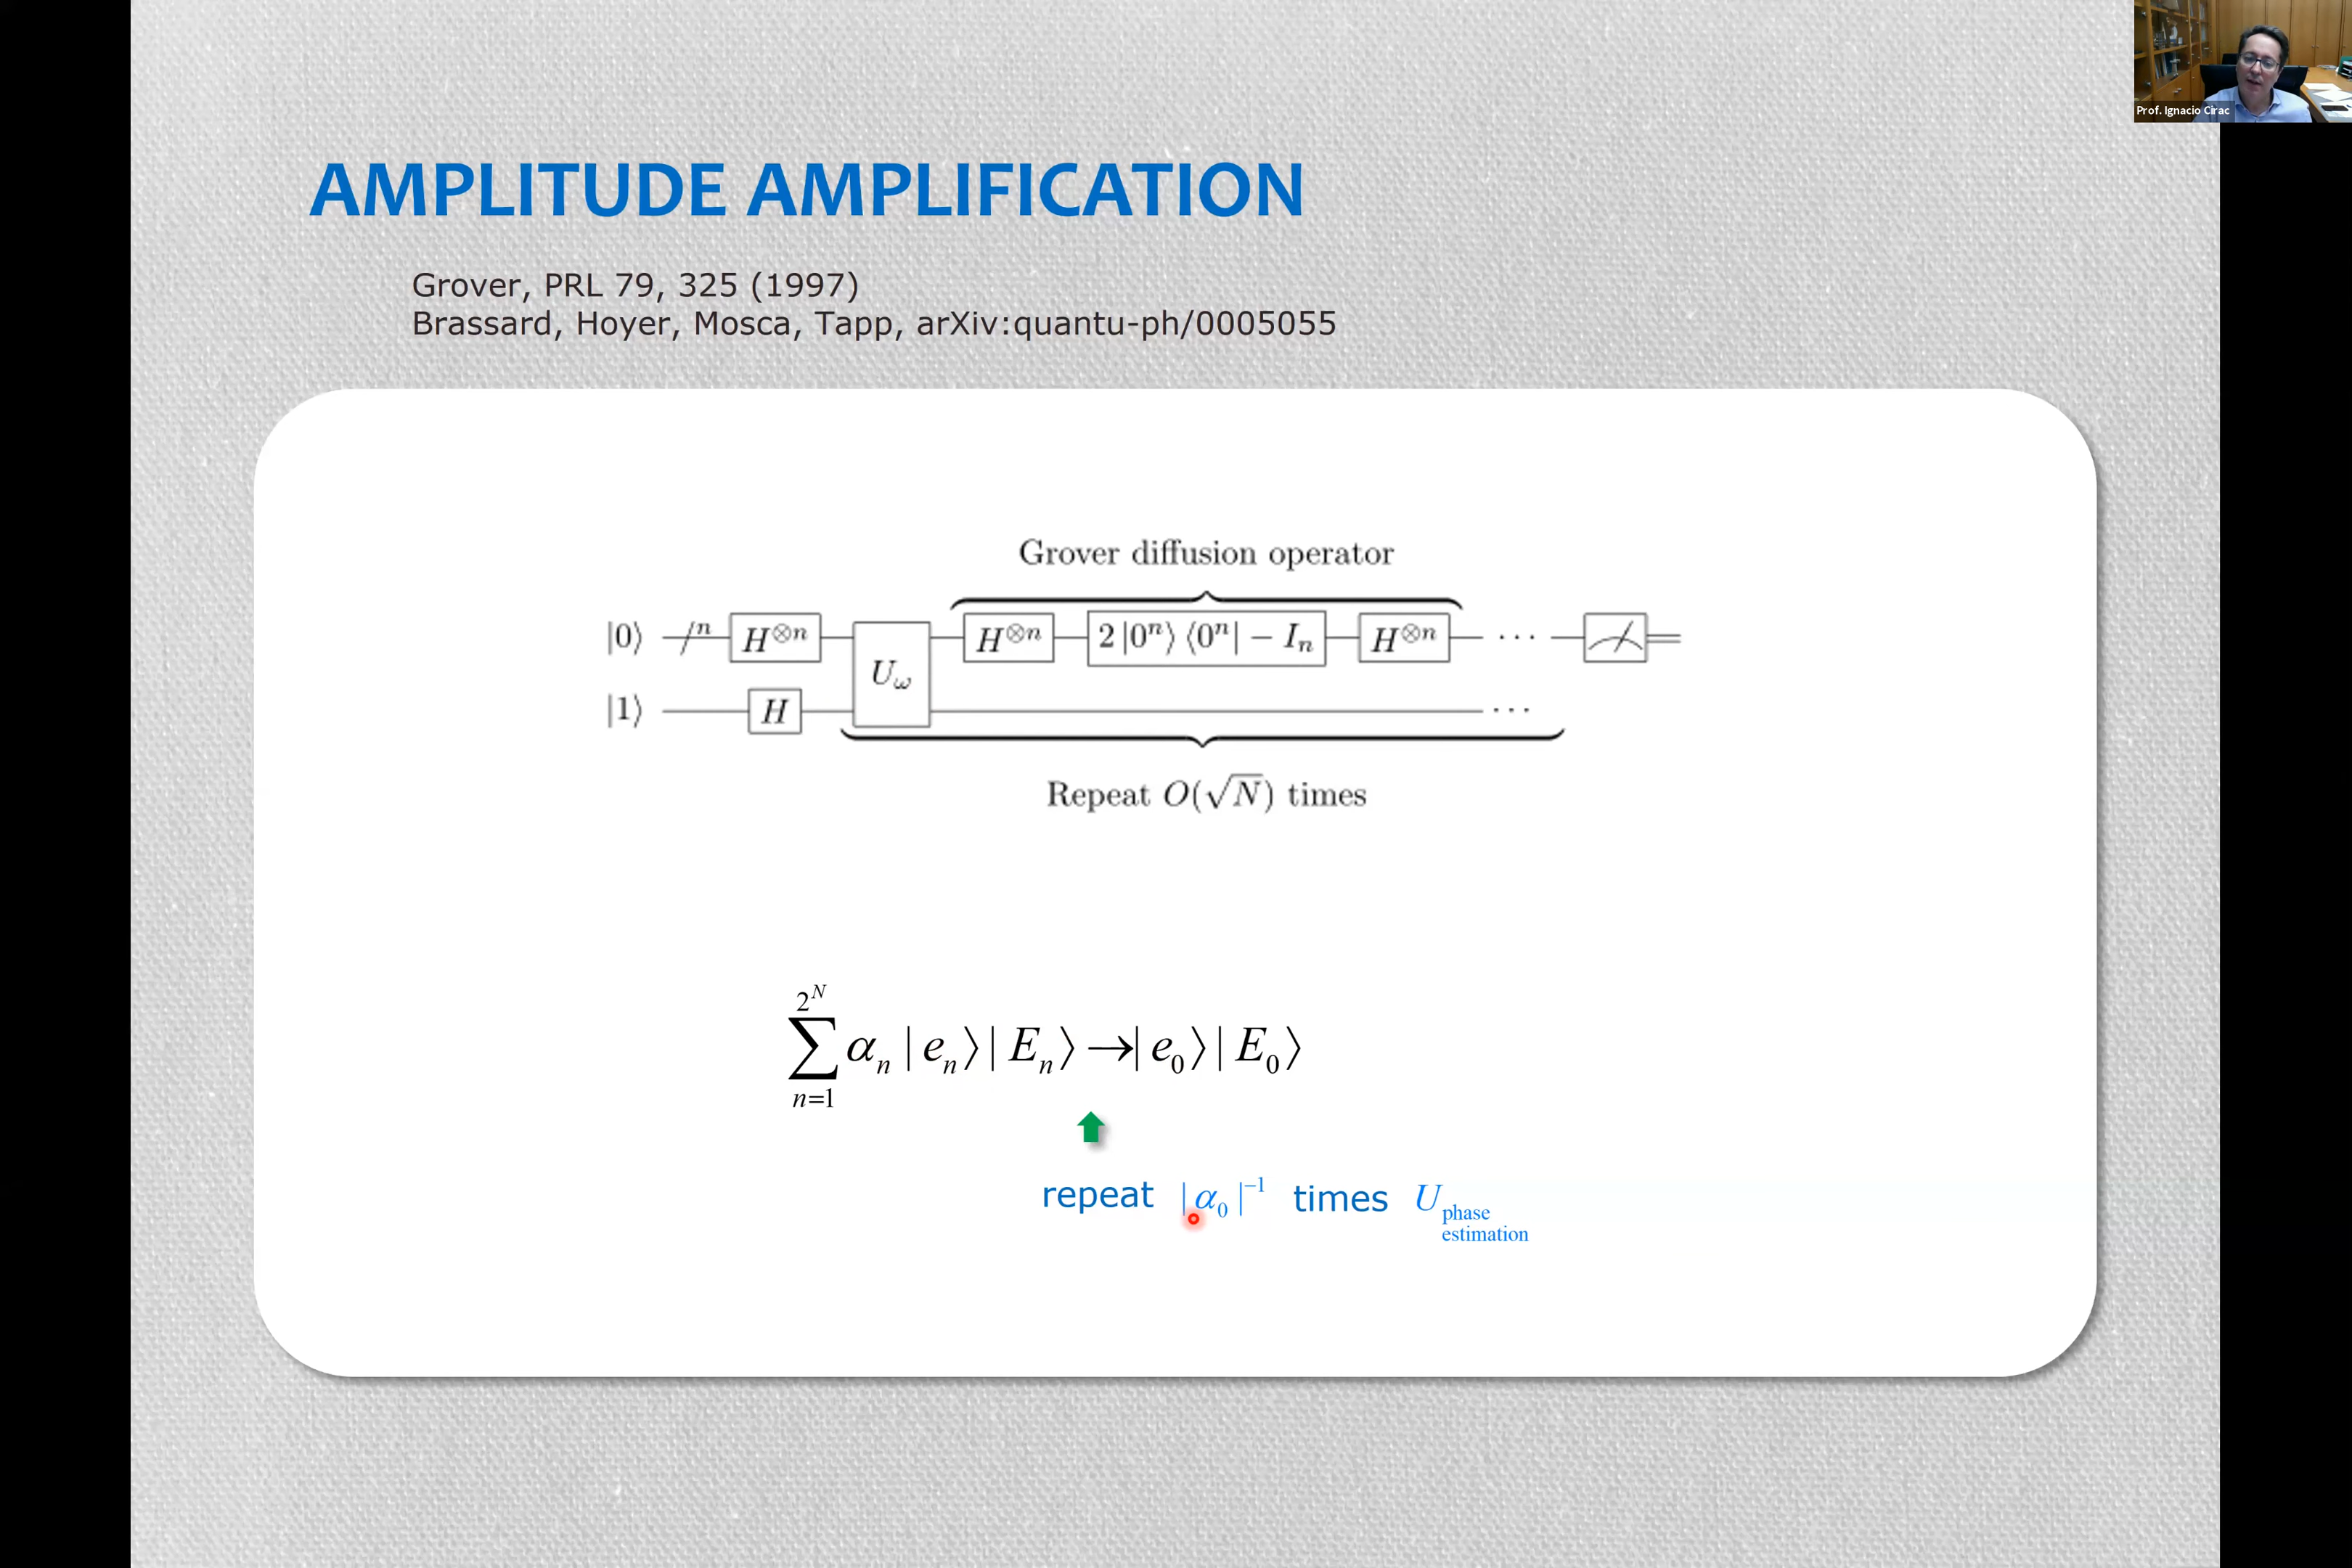 Prof. Ignacio Cirac
AMPLITUDE AMPLIFICATION
Grover, PRL 79, 325 (1997)
Brassard, Hoyer, Mosca, Tapp, arXiv:quantu-ph/0005055
Grover diffusion operator
|0⟩ /ⁿ H^{⊗n} U_ω H^{⊗n} 2|0ⁿ⟩⟨0ⁿ| − I_n H^{⊗n} ···
|1⟩ H ···
Repeat O(√N) times
∑_{n=1}^{2^N} α_n | e_n⟩| E_n⟩ → | e_0⟩| E_0⟩
repeat | α_0 |^{−1} times U_{phase estimation}